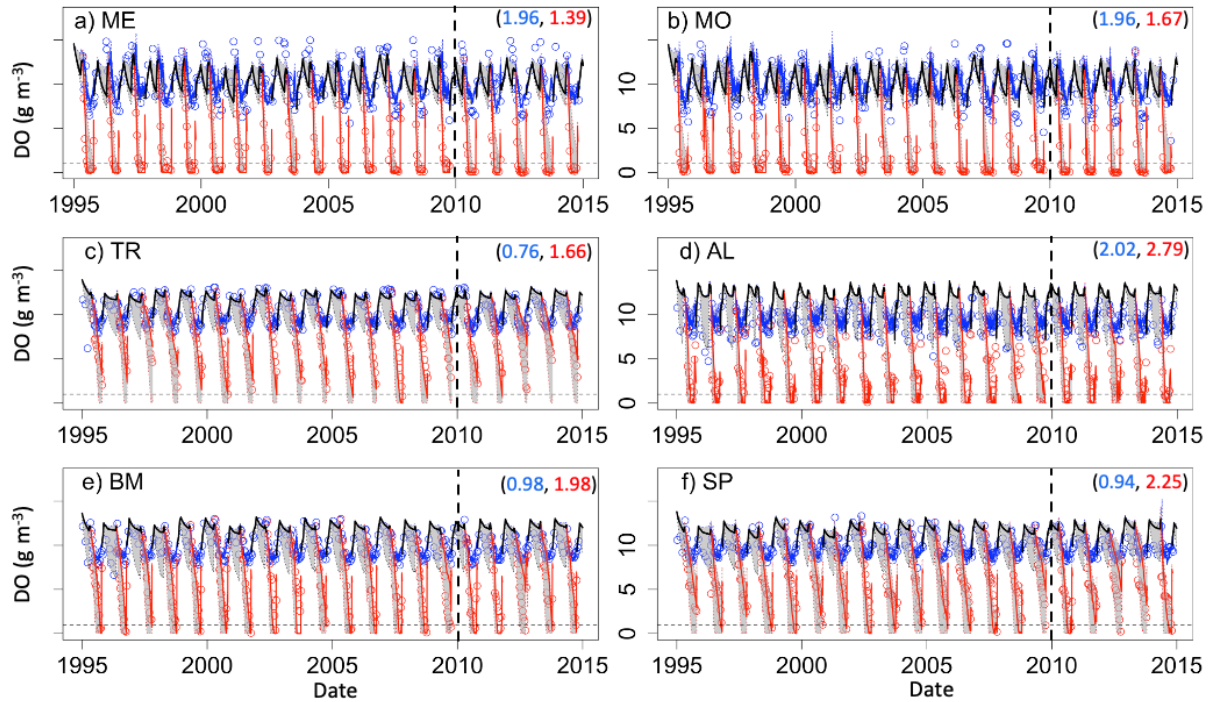 a) ME (1.96, 1.39)
b) MO (1.96, 1.67)
DO (g m⁻³)
0 5 10
1995 2000 2005 2010 2015
1995 2000 2005 2010 2015
c) TR (0.76, 1.66)
d) AL (2.02, 2.79)
DO (g m⁻³)
0 5 10
1995 2000 2005 2010 2015
1995 2000 2005 2010 2015
e) BM (0.98, 1.98)
f) SP (0.94, 2.25)
DO (g m⁻³)
0 5 10
1995 2000 2005 2010 2015
1995 2000 2005 2010 2015
Date
Date